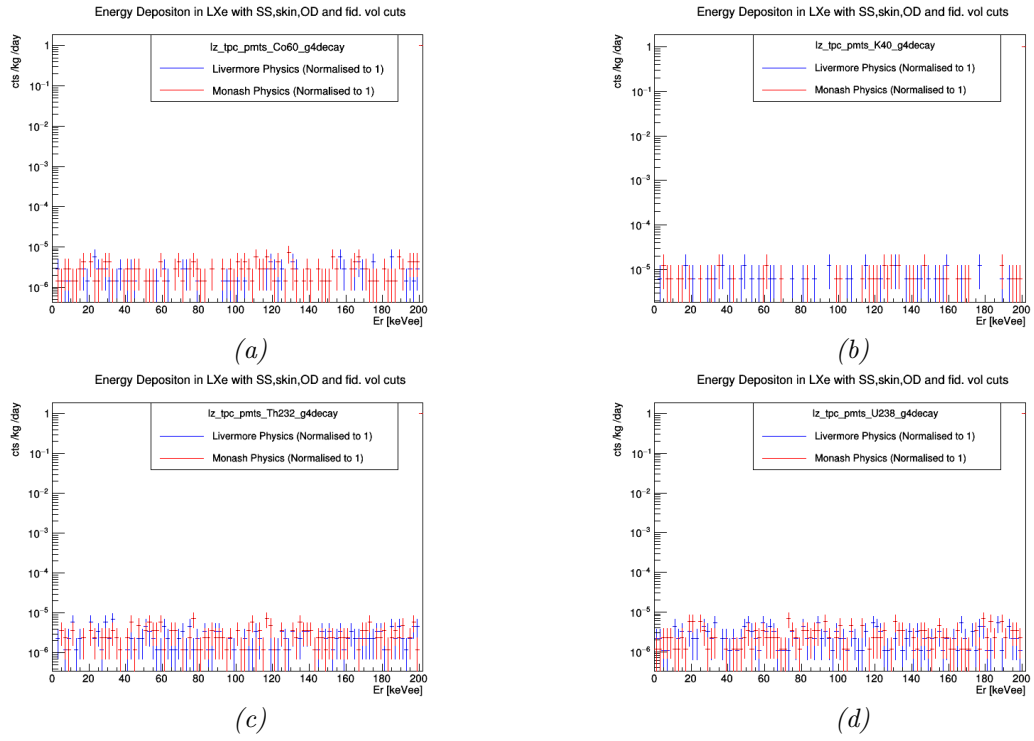 Energy Depositon in LXe with SS,skin,OD and fid. vol cuts
cts /kg /day
lz_tpc_pmts_Co60_g4decay
Livermore Physics (Normalised to 1)
Monash Physics (Normalised to 1)
1
10⁻¹
10⁻²
10⁻³
10⁻⁴
10⁻⁵
10⁻⁶
0 20 40 60 80 100 120 140 160 180 200
Er [keVee]
(a)
Energy Depositon in LXe with SS,skin,OD and fid. vol cuts
cts /kg /day
lz_tpc_pmts_K40_g4decay
Livermore Physics (Normalised to 1)
Monash Physics (Normalised to 1)
1
10⁻¹
10⁻²
10⁻³
10⁻⁴
10⁻⁵
0 20 40 60 80 100 120 140 160 180 200
Er [keVee]
(b)
Energy Depositon in LXe with SS,skin,OD and fid. vol cuts
cts /kg /day
lz_tpc_pmts_Th232_g4decay
Livermore Physics (Normalised to 1)
Monash Physics (Normalised to 1)
1
10⁻¹
10⁻²
10⁻³
10⁻⁴
10⁻⁵
10⁻⁶
0 20 40 60 80 100 120 140 160 180 200
Er [keVee]
(c)
Energy Depositon in LXe with SS,skin,OD and fid. vol cuts
cts /kg /day
lz_tpc_pmts_U238_g4decay
Livermore Physics (Normalised to 1)
Monash Physics (Normalised to 1)
1
10⁻¹
10⁻²
10⁻³
10⁻⁴
10⁻⁵
10⁻⁶
0 20 40 60 80 100 120 140 160 180 200
Er [keVee]
(d)